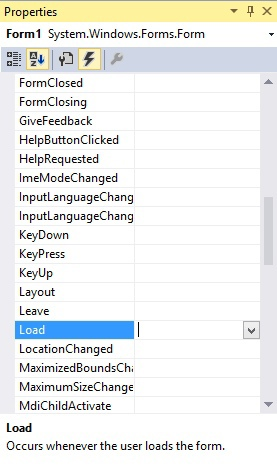 Properties
Form1 System.Windows.Forms.Form
FormClosed
FormClosing
GiveFeedback
HelpButtonClicked
HelpRequested
ImeModeChanged
InputLanguageChang
InputLanguageChang
KeyDown
KeyPress
KeyUp
Layout
Leave
Load
LocationChanged
MaximizedBoundsCha
MaximumSizeChange
MdiChildActivate
Load
Occurs whenever the user loads the form.